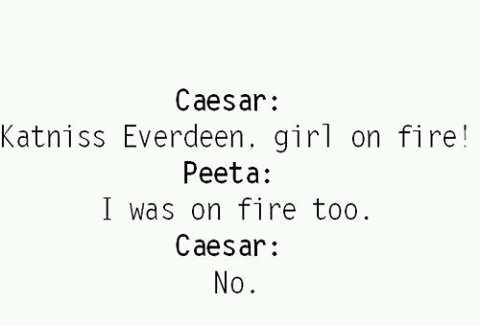 Caesar:
Katniss Everdeen. girl on fire!
Peeta:
I was on fire too.
Caesar:
No.